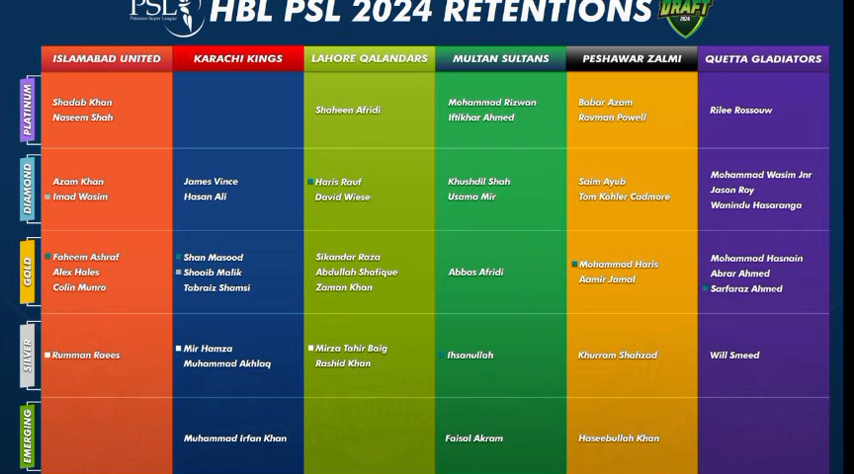 PSL
Pakistan Super League
HBL PSL 2024 RETENTIONS
DRAFT
2024
ISLAMABAD UNITED
KARACHI KINGS
LAHORE QALANDARS
MULTAN SULTANS
PESHAWAR ZALMI
QUETTA GLADIATORS
PLATINUM
Shadab Khan
Naseem Shah
Shaheen Afridi
Mohammad Rizwan
Iftikhar Ahmed
Babar Azam
Rovman Powell
Rilee Rossouw
DIAMOND
Azam Khan
Imad Wasim
James Vince
Hasan Ali
Haris Rauf
David Wiese
Khushdil Shah
Usama Mir
Saim Ayub
Tom Kohler Cadmore
Mohammad Wasim Jnr
Jason Roy
Wanindu Hasaranga
GOLD
Faheem Ashraf
Alex Hales
Colin Munro
Shan Masood
Shoaib Malik
Tabraiz Shamsi
Sikandar Raza
Abdullah Shafique
Zaman Khan
Abbas Afridi
Mohammad Haris
Aamir Jamal
Mohammad Hasnain
Abrar Ahmed
Sarfaraz Ahmed
SILVER
Rumman Raees
Mir Hamza
Muhammad Akhlaq
Mirza Tahir Baig
Rashid Khan
Ihsanullah
Khurram Shahzad
Will Smeed
EMERGING
Muhammad Irfan Khan
Faisal Akram
Haseebullah Khan